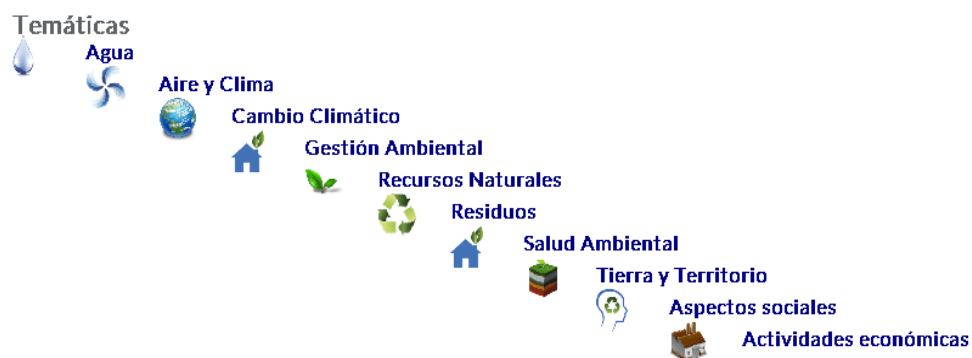 Temáticas
Agua
Aire y Clima
Cambio Climático
Gestión Ambiental
Recursos Naturales
Residuos
Salud Ambiental
Tierra y Territorio
Aspectos sociales
Actividades económicas